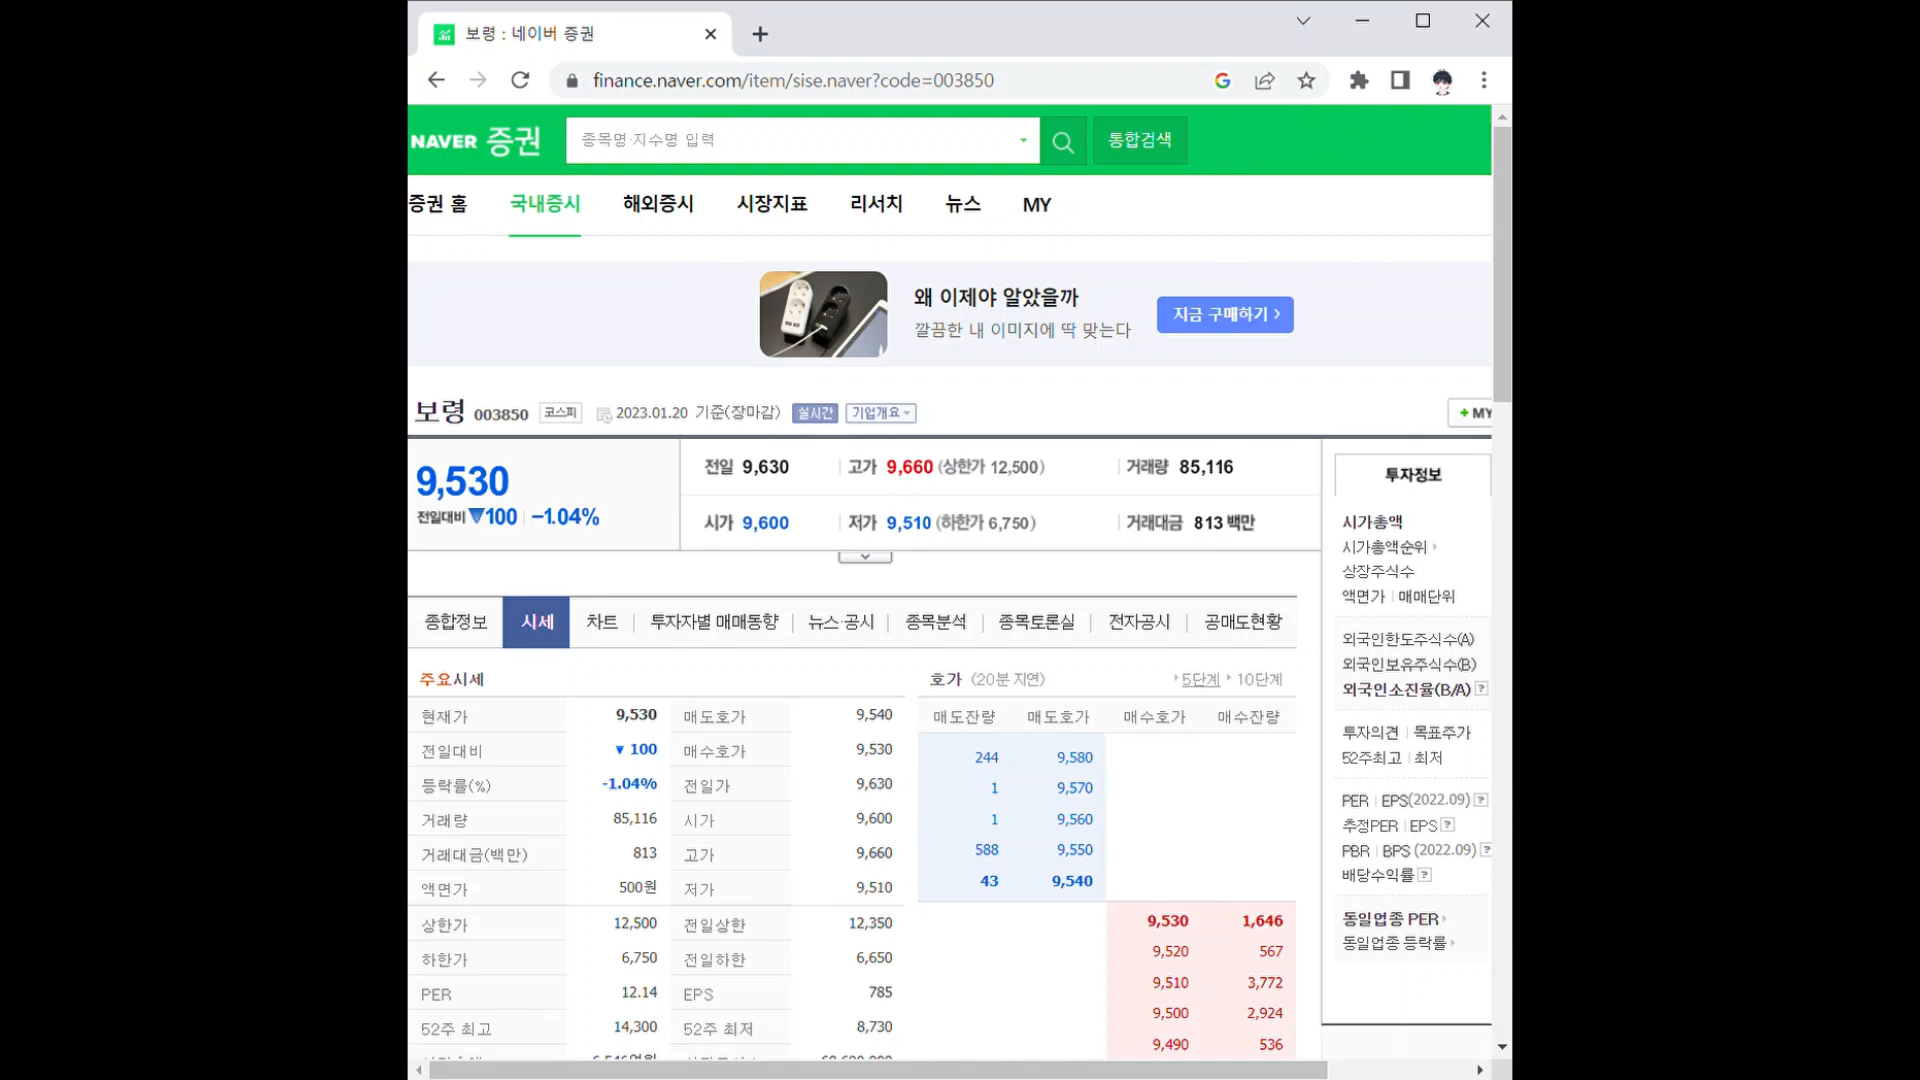 보령 : 네이버 증권
finance.naver.com/item/sise.naver?code=003850
NAVER 증권 종목명·지수명 입력 통합검색
증권 홈 국내증시 해외증시 시장지표 리서치 뉴스 MY
왜 이제야 알았을까
깔끔한 내 이미지에 딱 맞는다
지금 구매하기
보령 003850 코스피 2023.01.20 기준(장마감) 실시간 기업개요 MY
9,530
전일대비 ▼100 -1.04%
전일 9,630 고가 9,660 (상한가 12,500) 거래량 85,116
시가 9,600 저가 9,510 (하한가 6,750) 거래대금 813 백만
종합정보 시세 차트 투자자별 매매동향 뉴스·공시 종목분석 종목토론실 전자공시 공매도현황
주요시세
현재가 9,530 매도호가 9,540
전일대비 ▼ 100 매수호가 9,530
등락률(%) -1.04% 전일가 9,630
거래량 85,116 시가 9,600
거래대금(백만) 813 고가 9,660
액면가 500원 저가 9,510
상한가 12,500 전일상한 12,350
하한가 6,750 전일하한 6,650
PER 12.14 EPS 785
52주 최고 14,300 52주 최저 8,730
호가 (20분 지연) 5단계 10단계
매도잔량 매도호가 매수호가 매수잔량
244 9,580
1 9,570
1 9,560
588 9,550
43 9,540
9,530 1,646
9,520 567
9,510 3,772
9,500 2,924
9,490 536
투자정보
시가총액
시가총액순위
상장주식수
액면가 매매단위
외국인한도주식수(A)
외국인보유주식수(B)
외국인소진율(B/A) ?
투자의견 목표주가
52주최고 최저
PER EPS(2022.09) ?
추정PER EPS ?
PBR BPS (2022.09) ?
배당수익률 ?
동일업종 PER
동일업종 등락률